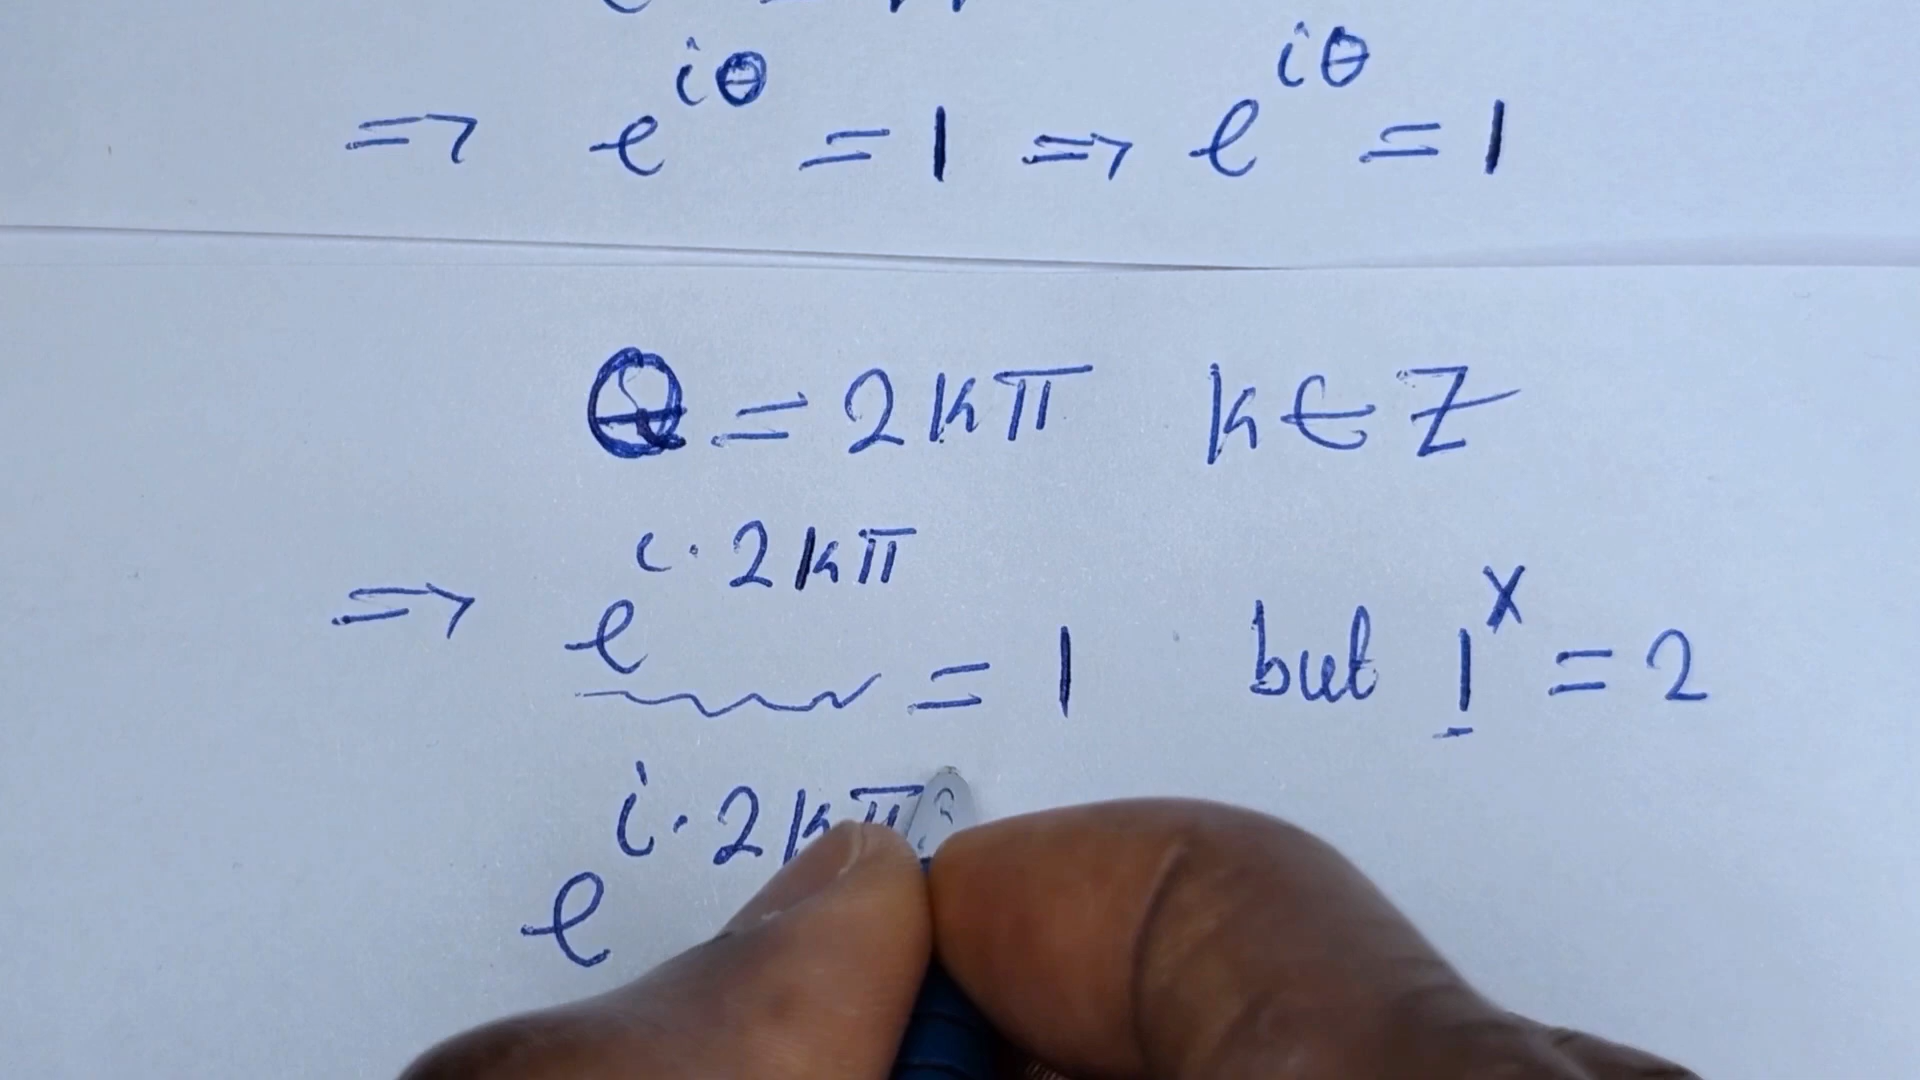 => e^{iθ} = 1 => e^{iθ} = 1
θ = 2kπ k ∈ Z
=> e^{i·2kπ} = 1 but 1^x = 2
e^{i·2kπ